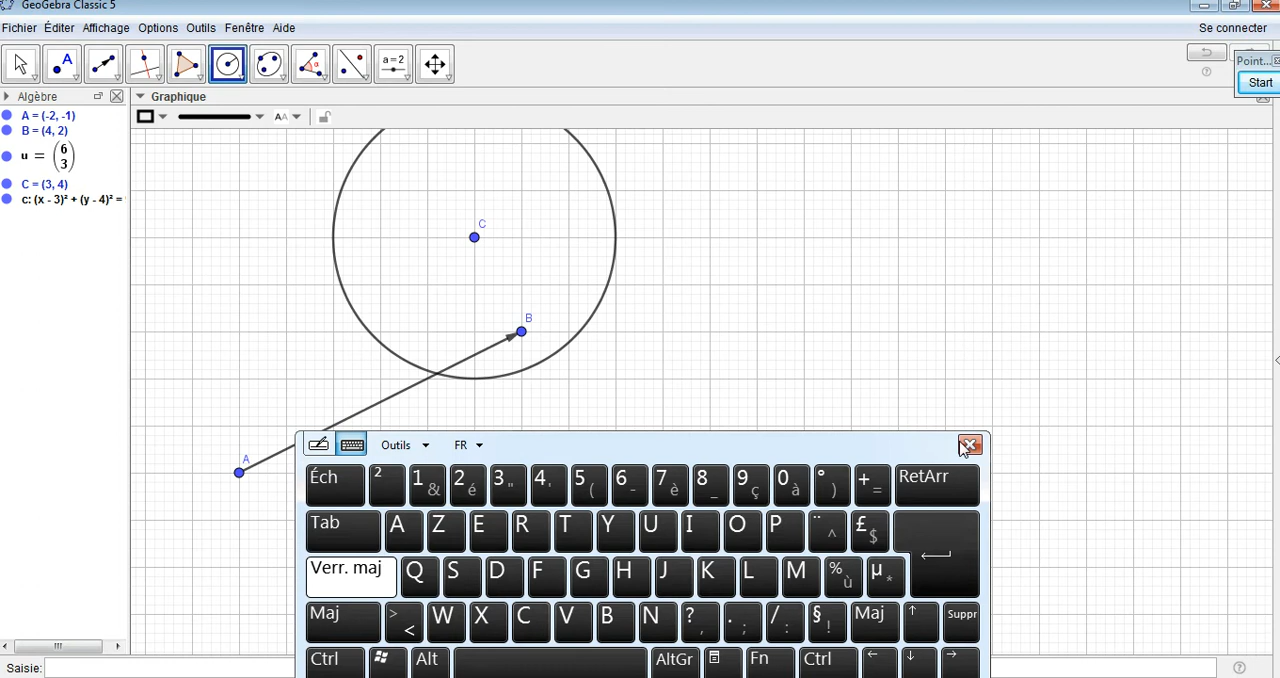 GeoGebra Classic 5
Fichier Éditer Affichage Options Outils Fenêtre Aide
Se connecter
A
α
a=2
Point...
Start
Algèbre
Graphique
AA
A = (-2, -1)
B = (4, 2)
u = (6 3)
C = (3, 4)
c: (x - 3)² + (y - 4)² =
C
B
A
Outils
FR
Éch ² 1 & 2 é 3 " 4 ' 5 ( 6 - 7 è 8 _ 9 ç 0 à ° ) + = RetArr
Tab A Z E R T Y U I O P ¨ ^ £ $
Verr. maj Q S D F G H J K L M % ù µ *
Maj > < W X C V B N ? , . ; / : § ! Maj ↑ Suppr
Ctrl Alt AltGr Fn Ctrl ← ↓ →
Saisie: